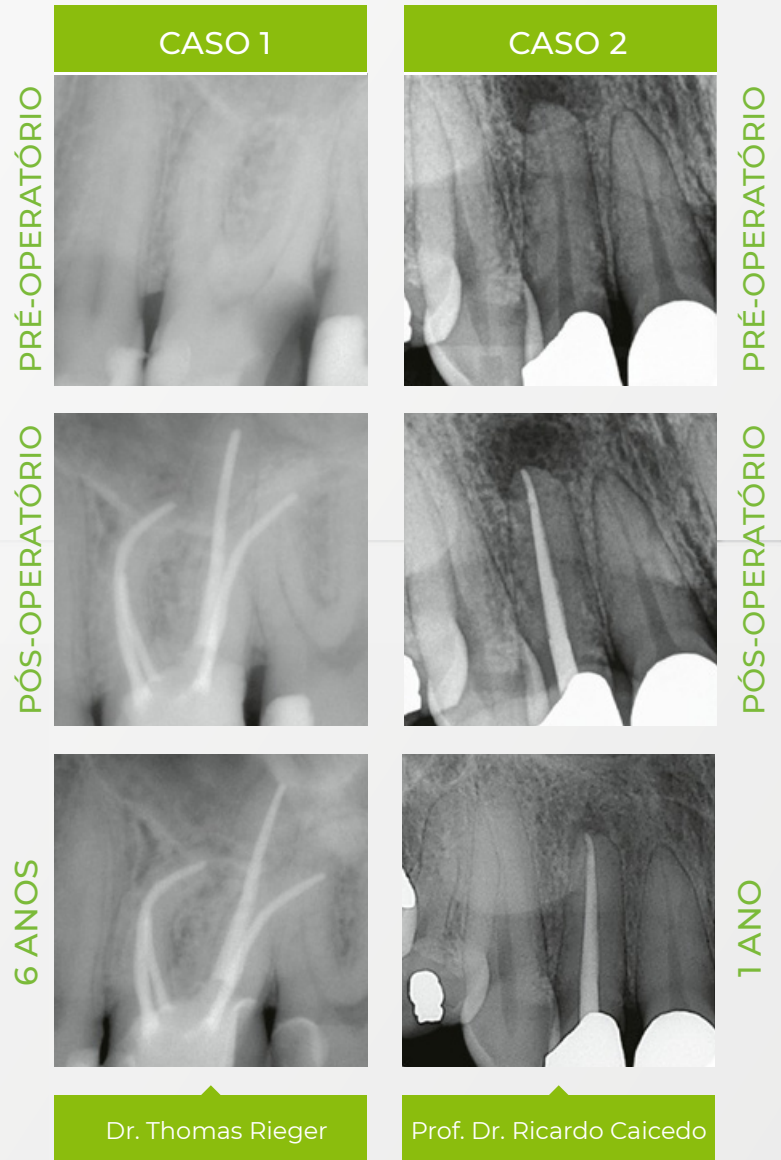 CASO 1
CASO 2
PRÉ-OPERATÓRIO
PRÉ-OPERATÓRIO
PÓS-OPERATÓRIO
PÓS-OPERATÓRIO
6 ANOS
1 ANO
Dr. Thomas Rieger
Prof. Dr. Ricardo Caicedo